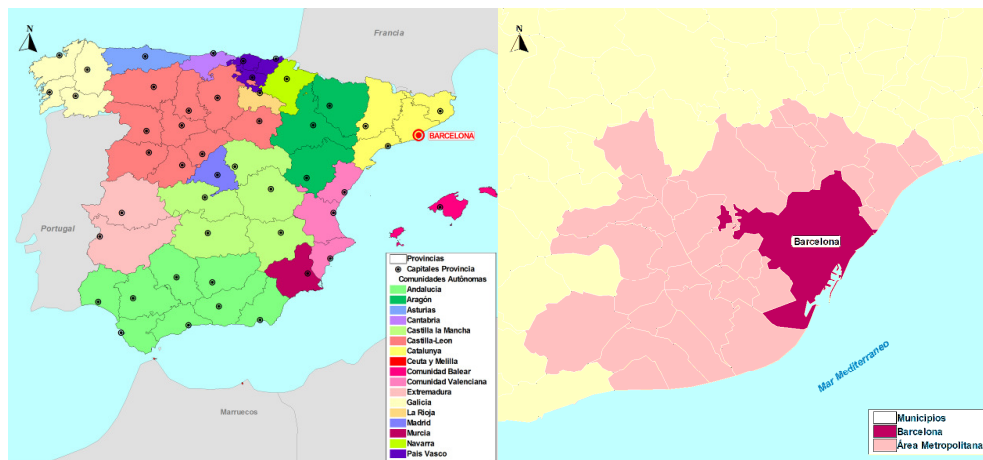 N
Francia
BARCELONA
Portugal
Marruecos
Provincias
Capitales Provincia
Comunidades Autônomas
Andalucia
Aragón
Asturias
Cantabria
Castilla la Mancha
Castilla-Leon
Catalunya
Ceuta y Melilla
Comunidad Balear
Comunidad Valenciana
Extremadura
Galicia
La Rioja
Madrid
Murcia
Navarra
Pais Vasco
N
Barcelona
Mar Mediterraneo
Municipios
Barcelona
Área Metropolitana